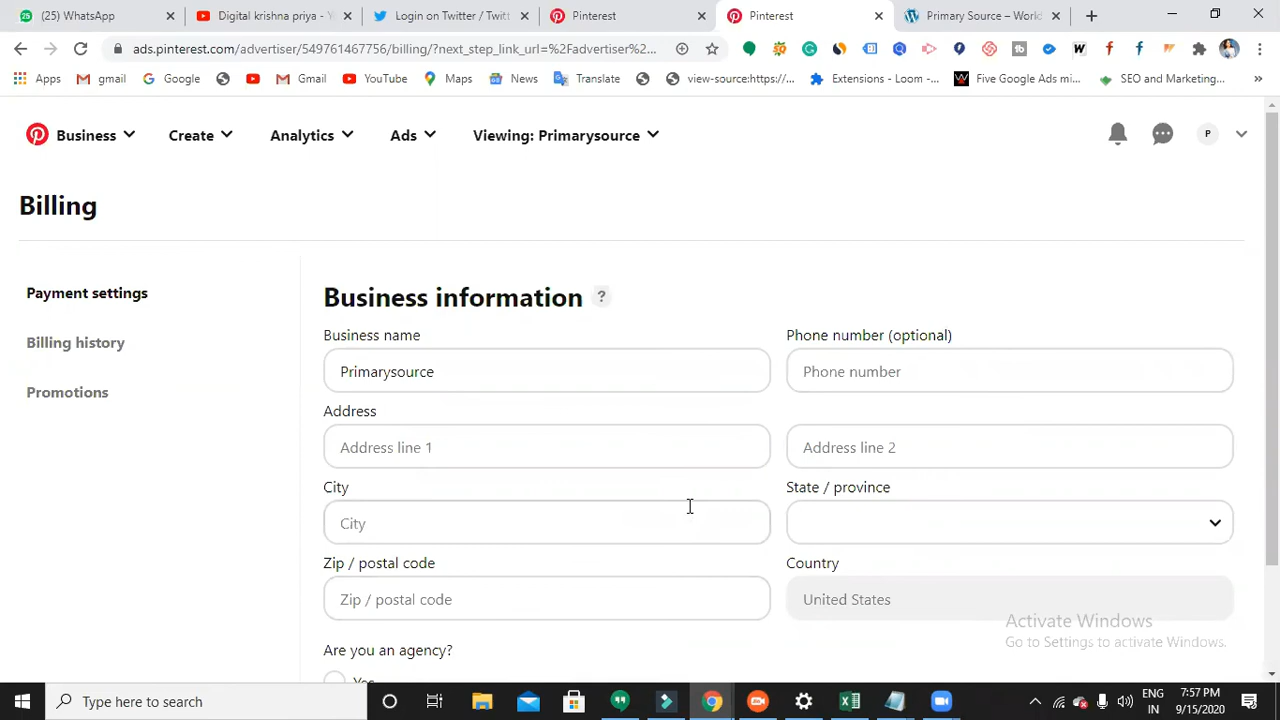 (25) WhatsApp
Digital krishna priya - Y
Login on Twitter / Twitt
Pinterest
Pinterest
Primary Source – World
ads.pinterest.com/advertiser/549761467756/billing/?next_step_link_url=%2Fadvertiser%2...
Apps
gmail
Google
Gmail
YouTube
Maps
News
Translate
view-source:https://...
Extensions - Loom -...
Five Google Ads mi...
SEO and Marketing...
»
Business
Create
Analytics
Ads
Viewing: Primarysource
P
Billing
Payment settings
Billing history
Promotions
Business information ?
Business name
Phone number (optional)
Primarysource
Phone number
Address
Address line 1
Address line 2
City
State / province
City
Zip / postal code
Country
Zip / postal code
United States
Activate Windows
Go to Settings to activate Windows.
Are you an agency?
Yes
Type here to search
ENG
IN
7:57 PM
9/15/2020